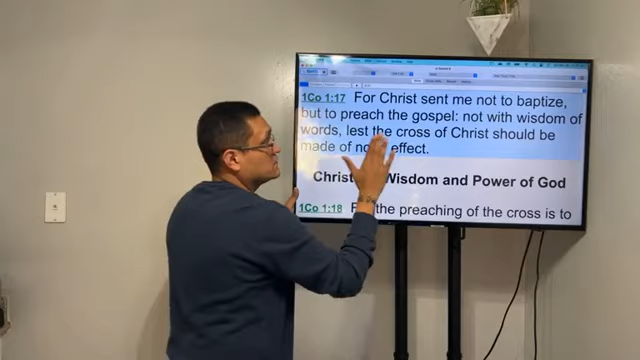 1Co 1:17 For Christ sent me not to baptize,
but to preach the gospel: not with wisdom of
words, lest the cross of Christ should be
made of effect.
Wisdom and Power of God
1Co 1:18 the preaching of the cross is to